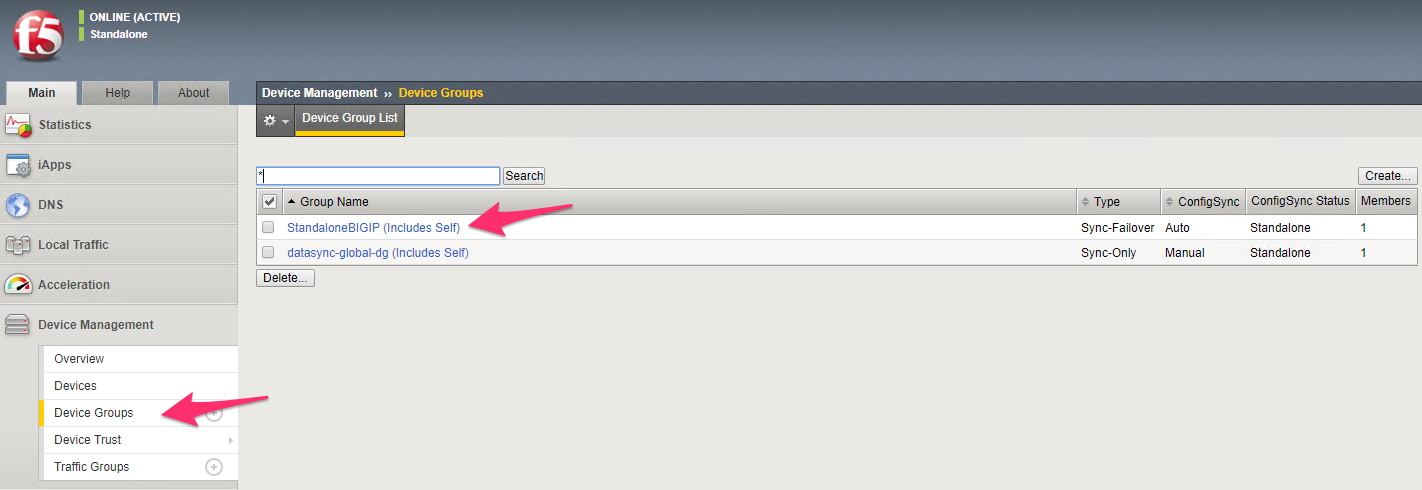 f5
ONLINE (ACTIVE)
Standalone
Main Help About
Statistics
iApps
DNS
Local Traffic
Acceleration
Device Management
Overview
Devices
Device Groups
Device Trust
Traffic Groups
Device Management ›› Device Groups
Device Group List
* Search Create...
Group Name Type ConfigSync ConfigSync Status Members
StandaloneBIGIP (Includes Self) Sync-Failover Auto Standalone 1
datasync-global-dg (Includes Self) Sync-Only Manual Standalone 1
Delete...